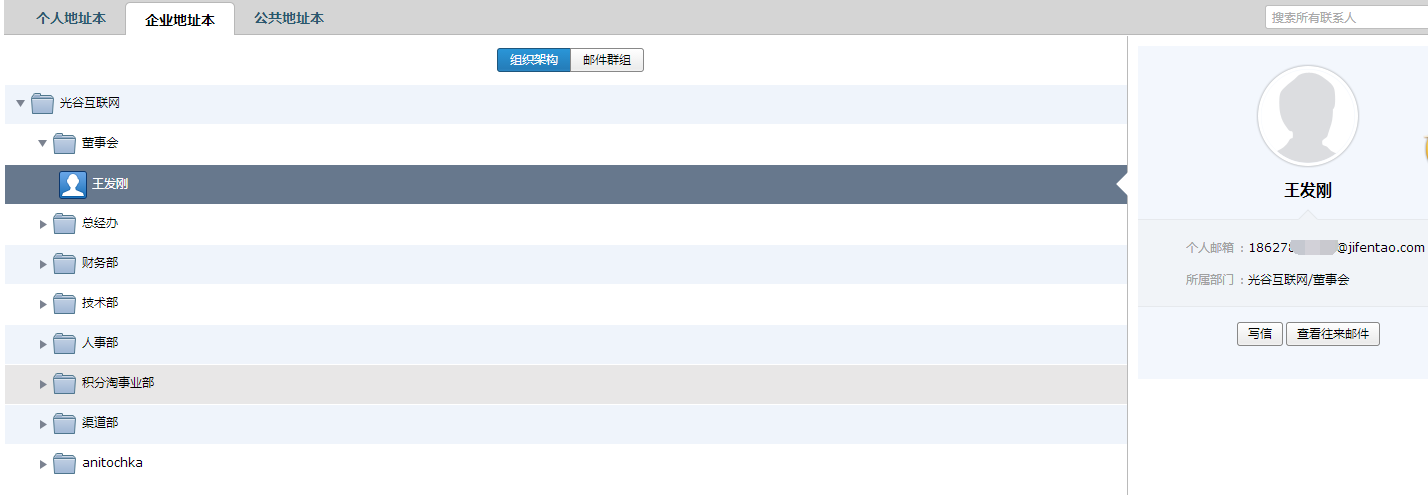 个人地址本 企业地址本 公共地址本 搜索所有联系人
组织架构 邮件群组
光谷互联网
董事会
王发刚
总经办
财务部
技术部
人事部
积分淘事业部
渠道部
anitochka
王发刚
个人邮箱：18627 @jifentao.com
所属部门：光谷互联网/董事会
写信 查看往来邮件